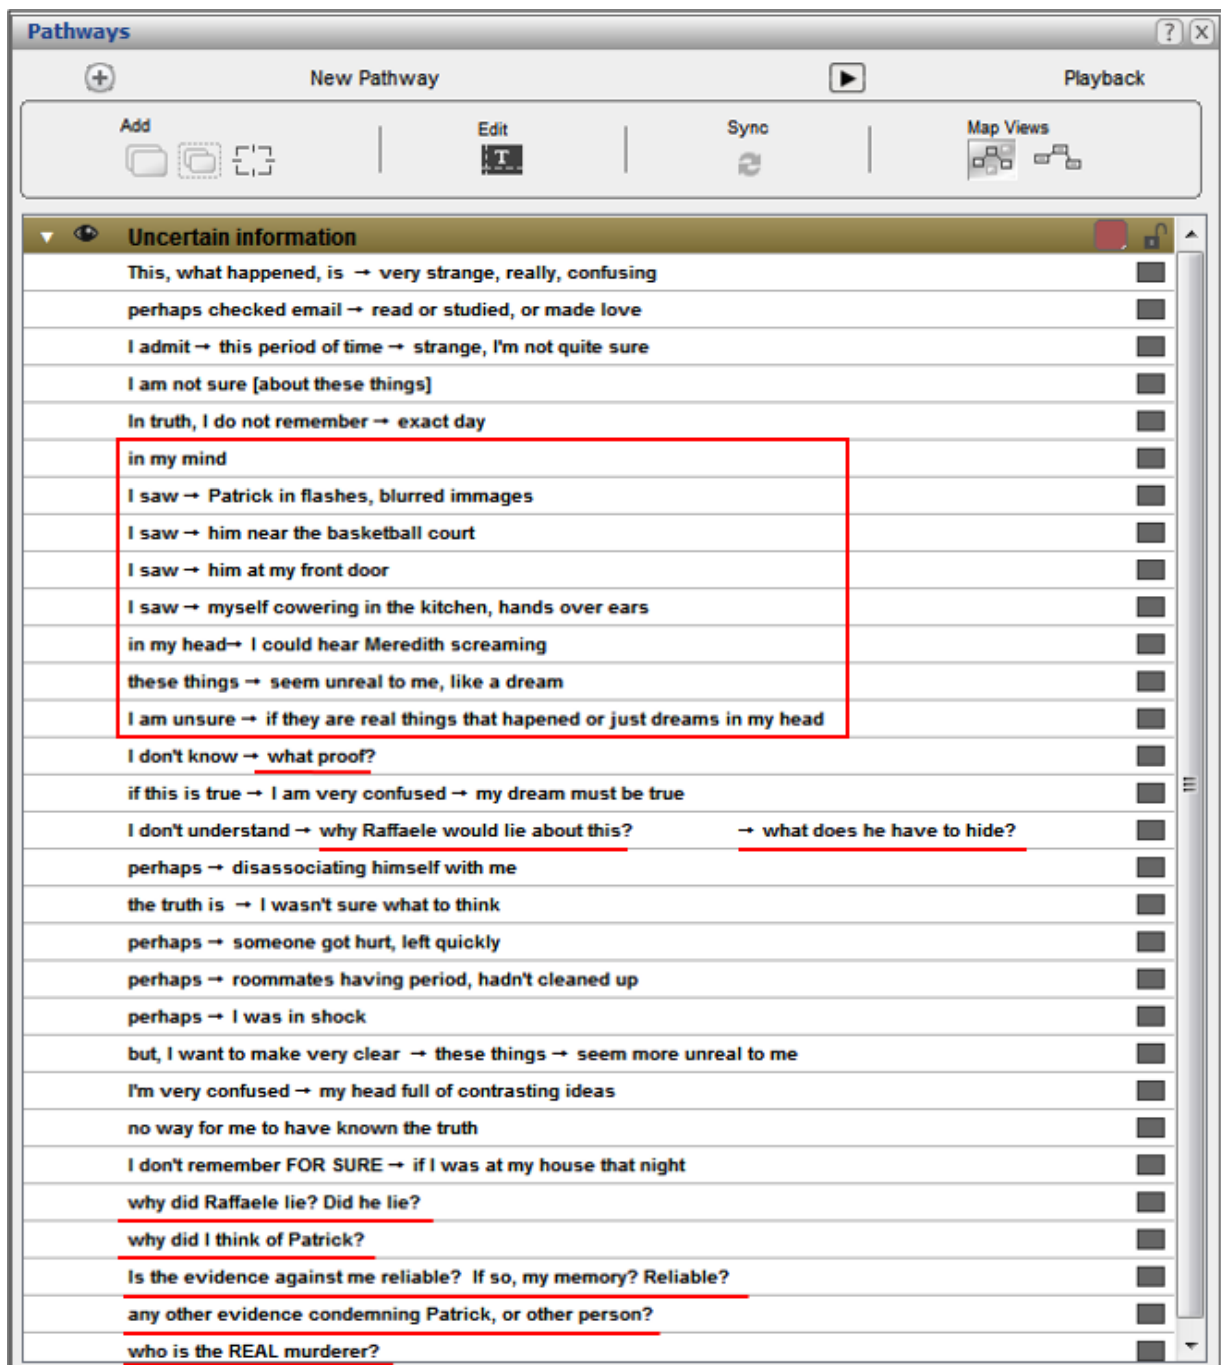 Pathways ? X
New Pathway Playback
Add Edit Sync Map Views
T
Uncertain information
This, what happened, is → very strange, really, confusing
perhaps checked email → read or studied, or made love
I admit → this period of time → strange, I'm not quite sure
I am not sure [about these things]
In truth, I do not remember → exact day
in my mind
I saw → Patrick in flashes, blurred immages
I saw → him near the basketball court
I saw → him at my front door
I saw → myself cowering in the kitchen, hands over ears
in my head→ I could hear Meredith screaming
these things → seem unreal to me, like a dream
I am unsure → if they are real things that hapened or just dreams in my head
I don't know → what proof?
if this is true → I am very confused → my dream must be true
I don't understand → why Raffaele would lie about this? → what does he have to hide?
perhaps → disassociating himself with me
the truth is → I wasn't sure what to think
perhaps → someone got hurt, left quickly
perhaps → roommates having period, hadn't cleaned up
perhaps → I was in shock
but, I want to make very clear → these things → seem more unreal to me
I'm very confused → my head full of contrasting ideas
no way for me to have known the truth
I don't remember FOR SURE → if I was at my house that night
why did Raffaele lie? Did he lie?
why did I think of Patrick?
Is the evidence against me reliable? If so, my memory? Reliable?
any other evidence condemning Patrick, or other person?
who is the REAL murderer?